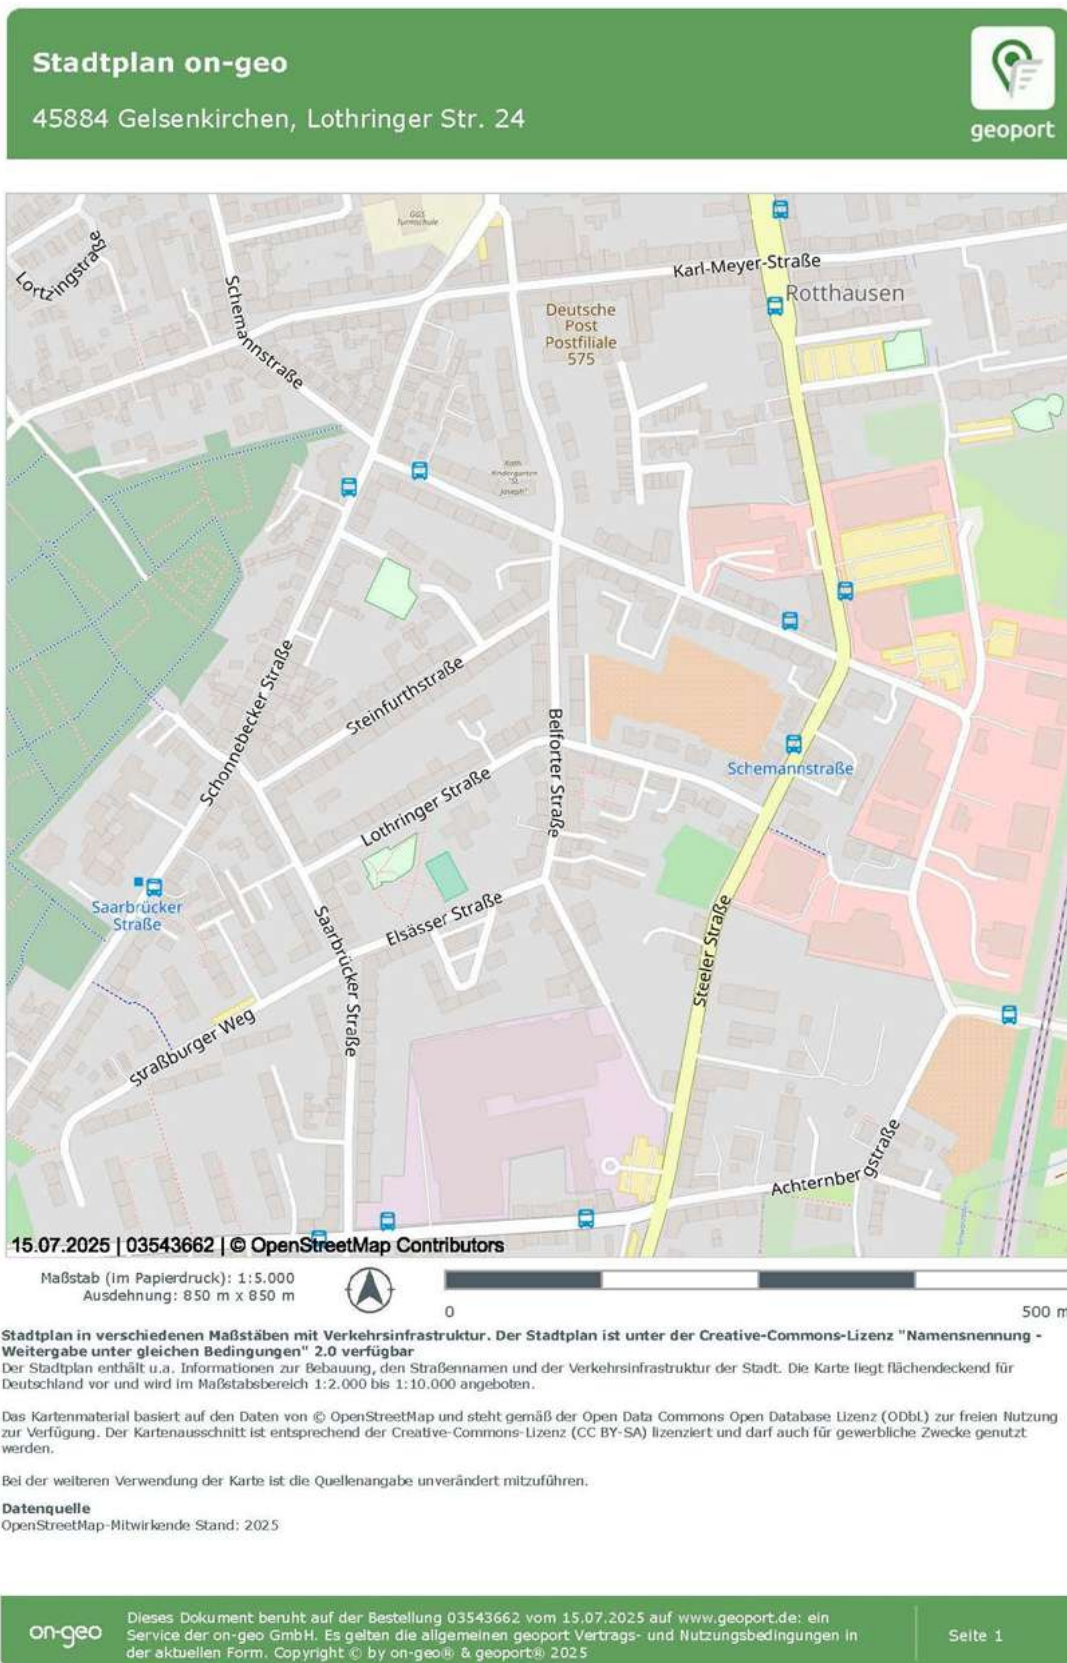 Stadtplan on-geo
45884 Gelsenkirchen, Lothringer Str. 24
geoport
GGS
Turmschule
Lortzingstraße
Schemannstraße
Karl-Meyer-Straße
Rotthausen
Deutsche
Post
Postfiliale
575
Kath.
Kindergarten
"St.
Joseph"
Schonnebecker Straße
Steinfurthstraße
Belforter Straße
Schemannstraße
Lothringer Straße
Saarbrücker
Straße
Elsässer Straße
Saarbrücker Straße
Steeler Straße
Straßburger Weg
Achternbergstraße
15.07.2025 | 03543662 | © OpenStreetMap Contributors
Maßstab (im Papierdruck): 1:5.000
Ausdehnung: 850 m x 850 m
0
500 m
Stadtplan in verschiedenen Maßstäben mit Verkehrsinfrastruktur. Der Stadtplan ist unter der Creative-Commons-Lizenz "Namensnennung -
Weitergabe unter gleichen Bedingungen" 2.0 verfügbar
Der Stadtplan enthält u.a. Informationen zur Bebauung, den Straßennamen und der Verkehrsinfrastruktur der Stadt. Die Karte liegt flächendeckend für
Deutschland vor und wird im Maßstabsbereich 1:2.000 bis 1:10.000 angeboten.
Das Kartenmaterial basiert auf den Daten von © OpenStreetMap und steht gemäß der Open Data Commons Open Database Lizenz (ODbL) zur freien Nutzung
zur Verfügung. Der Kartenausschnitt ist entsprechend der Creative-Commons-Lizenz (CC BY-SA) lizenziert und darf auch für gewerbliche Zwecke genutzt
werden.
Bei der weiteren Verwendung der Karte ist die Quellenangabe unverändert mitzuführen.
Datenquelle
OpenStreetMap-Mitwirkende Stand: 2025
on-geo
Dieses Dokument beruht auf der Bestellung 03543662 vom 15.07.2025 auf www.geoport.de: ein
Service der on-geo GmbH. Es gelten die allgemeinen geoport Vertrags- und Nutzungsbedingungen in
der aktuellen Form. Copyright © by on-geo® & geoport® 2025
Seite 1